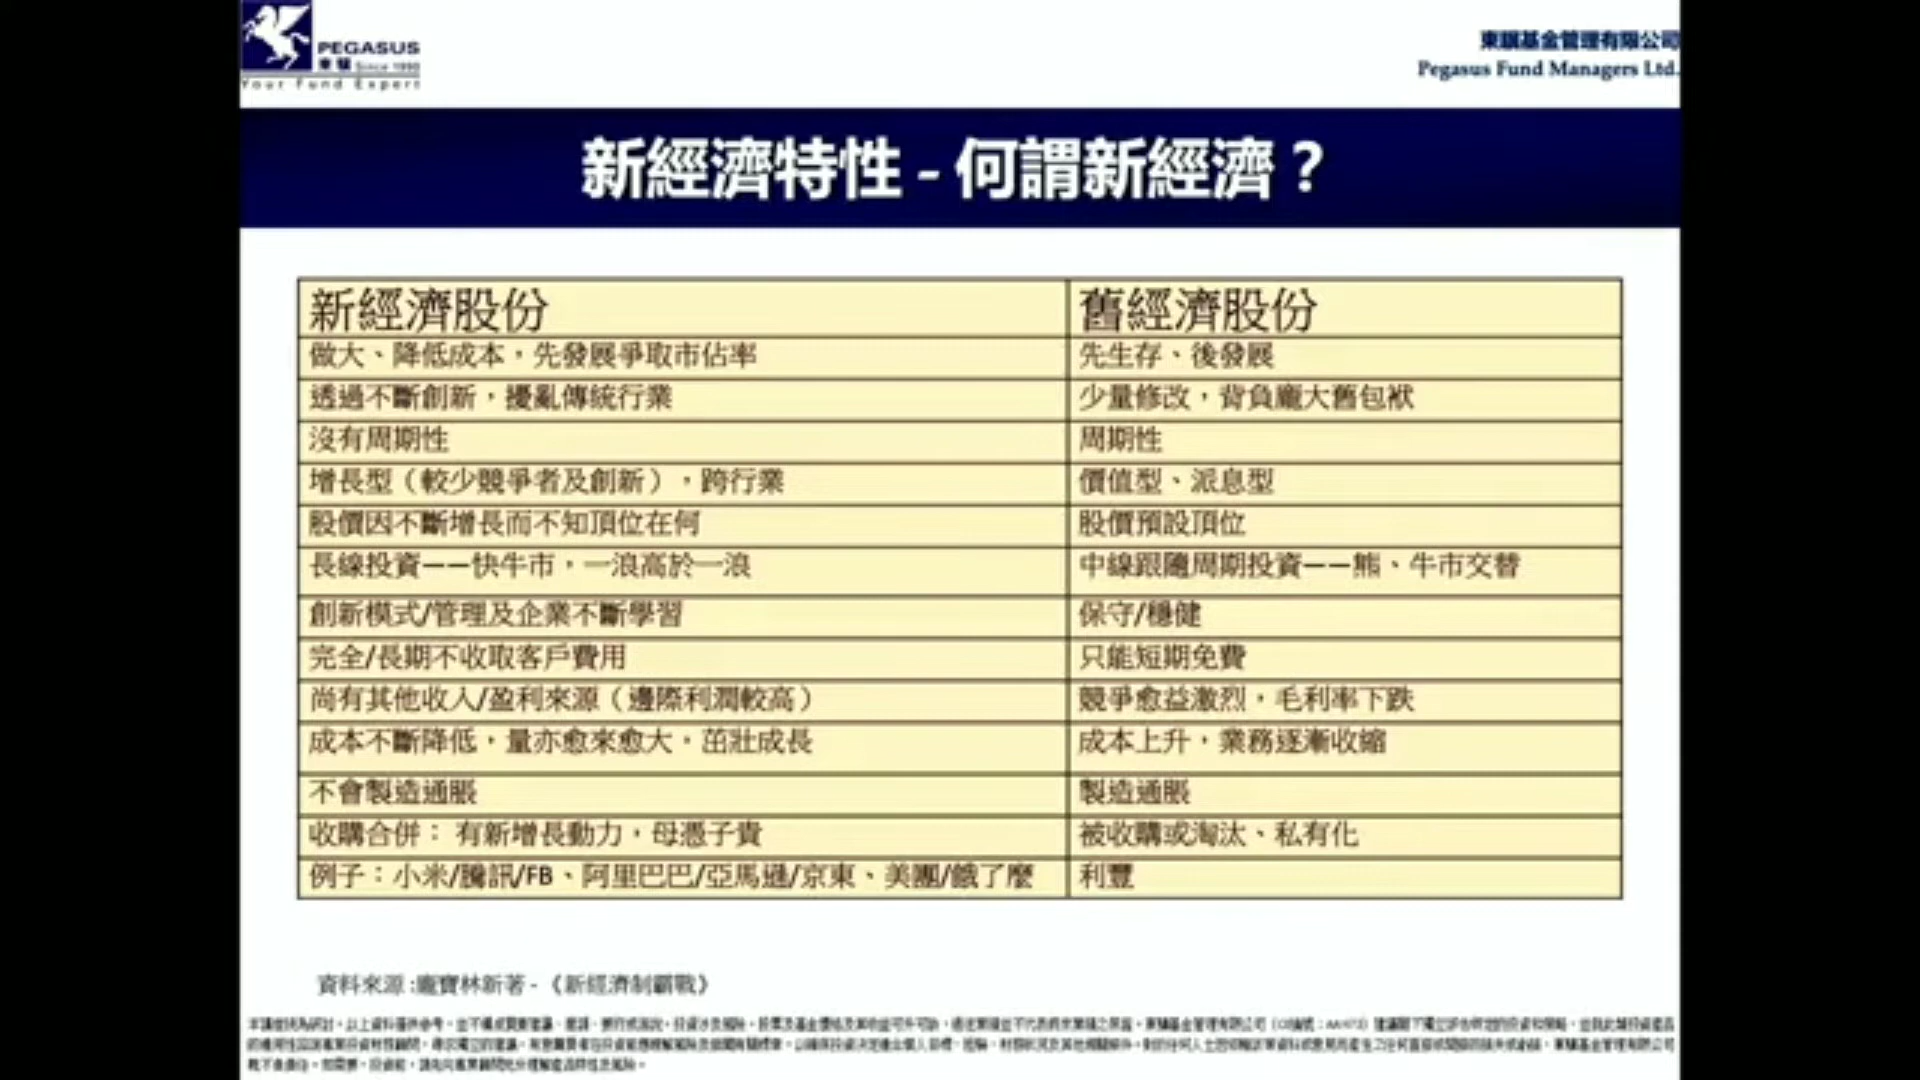 PEGASUS
東驥 Since 1990
Your Fund Expert
東驥基金管理有限公司
Pegasus Fund Managers Ltd.
新經濟特性 - 何謂新經濟？
新經濟股份 舊經濟股份
做大、降低成本，先發展爭取市佔率 先生存、後發展
透過不斷創新，擾亂傳統行業 少量修改，背負龐大舊包袱
沒有周期性 周期性
增長型（較少競爭者及創新），跨行業 價值型、派息型
股價因不斷增長而不知頂位在何 股價預設頂位
長線投資——快牛市，一浪高於一浪 中線跟隨周期投資——熊、牛市交替
創新模式/管理及企業不斷學習 保守/穩健
完全/長期不收取客戶費用 只能短期免費
尚有其他收入/盈利來源（邊際利潤較高） 競爭愈益激烈，毛利率下跌
成本不斷降低，量亦愈來愈大，茁壯成長 成本上升，業務逐漸收縮
不會製造通脹 製造通脹
收購合併： 有新增長動力，母憑子貴 被收購或淘汰、私有化
例子：小米/騰訊/FB、阿里巴巴/亞馬遜/京東、美團/餓了麼 利豐
資料來源 :龐寶林新著 - 《新經濟制霸戰》